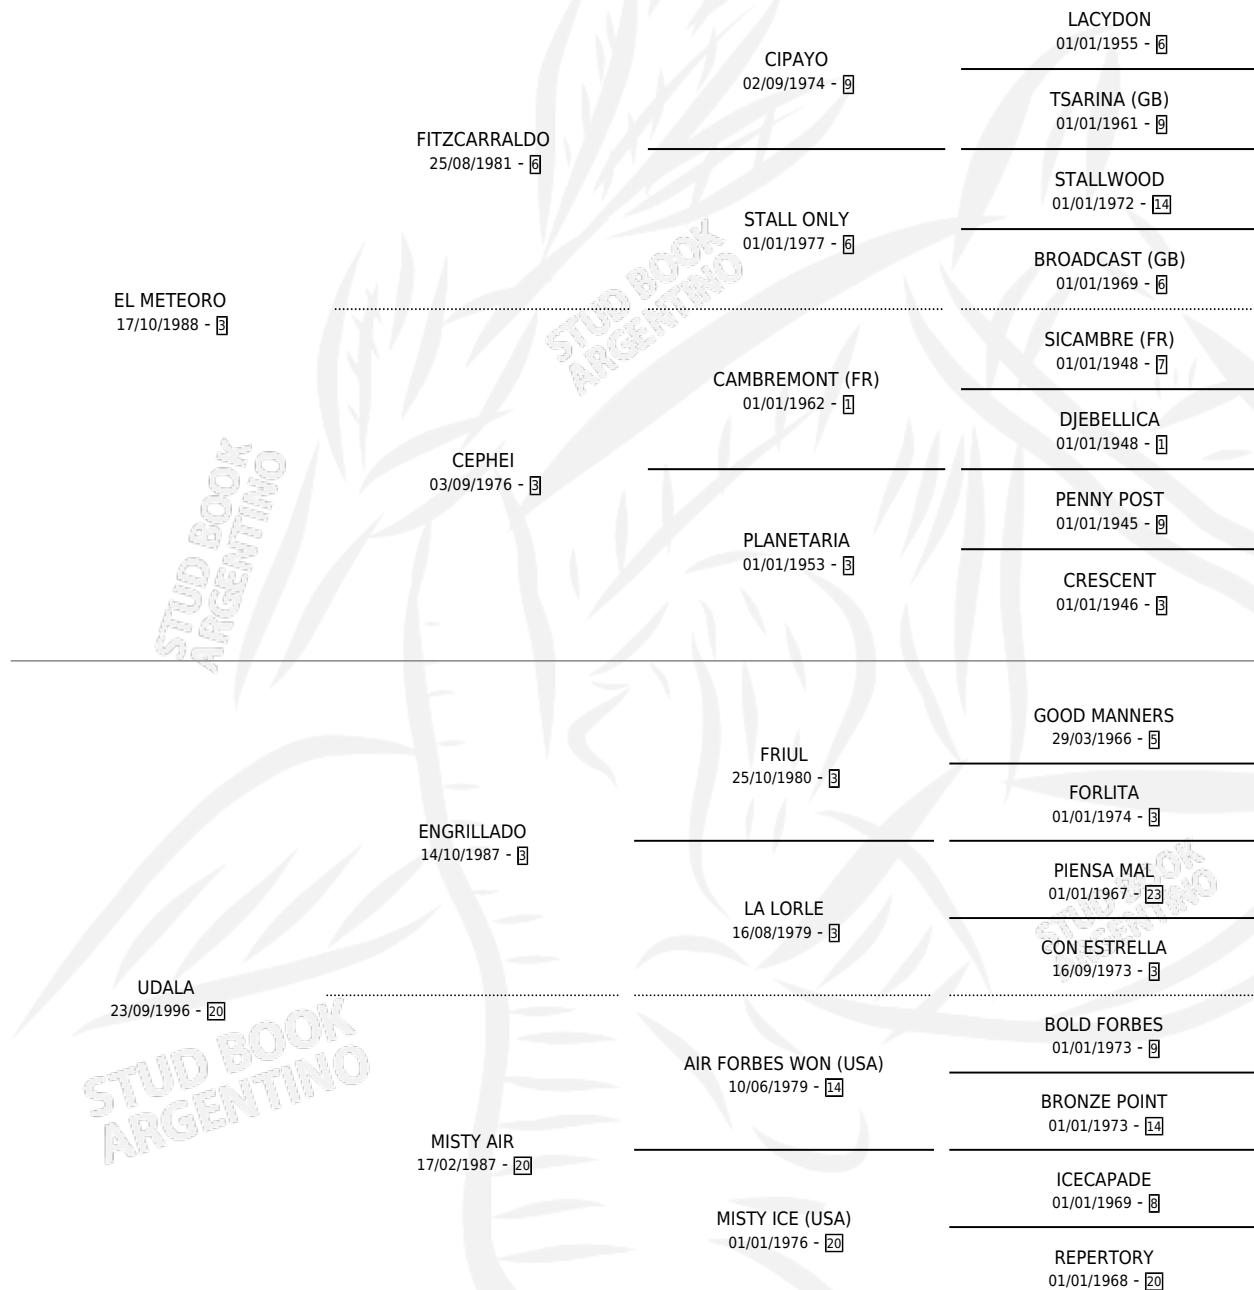 LACYDON
01/01/1955 - 6
CIPAYO
02/09/1974 - 9
TSARINA (GB)
01/01/1961 - 9
FITZCARRALDO
25/08/1981 - 6
STALLWOOD
01/01/1972 - 14
STALL ONLY
01/01/1977 - 6
BROADCAST (GB)
01/01/1969 - 6
EL METEORO
17/10/1988 - 3
SICAMBRE (FR)
01/01/1948 - 7
CAMBREMONT (FR)
01/01/1962 - 1
DJEBELLICA
01/01/1948 - 1
CEPHEI
03/09/1976 - 3
PENNY POST
01/01/1945 - 9
PLANETARIA
01/01/1953 - 3
CRESCENT
01/01/1946 - 3
GOOD MANNERS
29/03/1966 - 5
FRIUL
25/10/1980 - 3
FORLITA
01/01/1974 - 3
ENGRILLADO
14/10/1987 - 3
PIENSA MAL
01/01/1967 - 23
LA LORLE
16/08/1979 - 3
CON ESTRELLA
16/09/1973 - 3
UDALA
23/09/1996 - 20
BOLD FORBES
01/01/1973 - 9
AIR FORBES WON (USA)
10/06/1979 - 14
BRONZE POINT
01/01/1973 - 14
MISTY AIR
17/02/1987 - 20
ICECAPADE
01/01/1969 - 8
MISTY ICE (USA)
01/01/1976 - 20
REPERTORY
01/01/1968 - 20
STUD BOOK
ARGENTINO
STUD BOOK
ARGENTINO
STUD BOOK
ARGENTINO
STUD BOOK
ARGENTINO